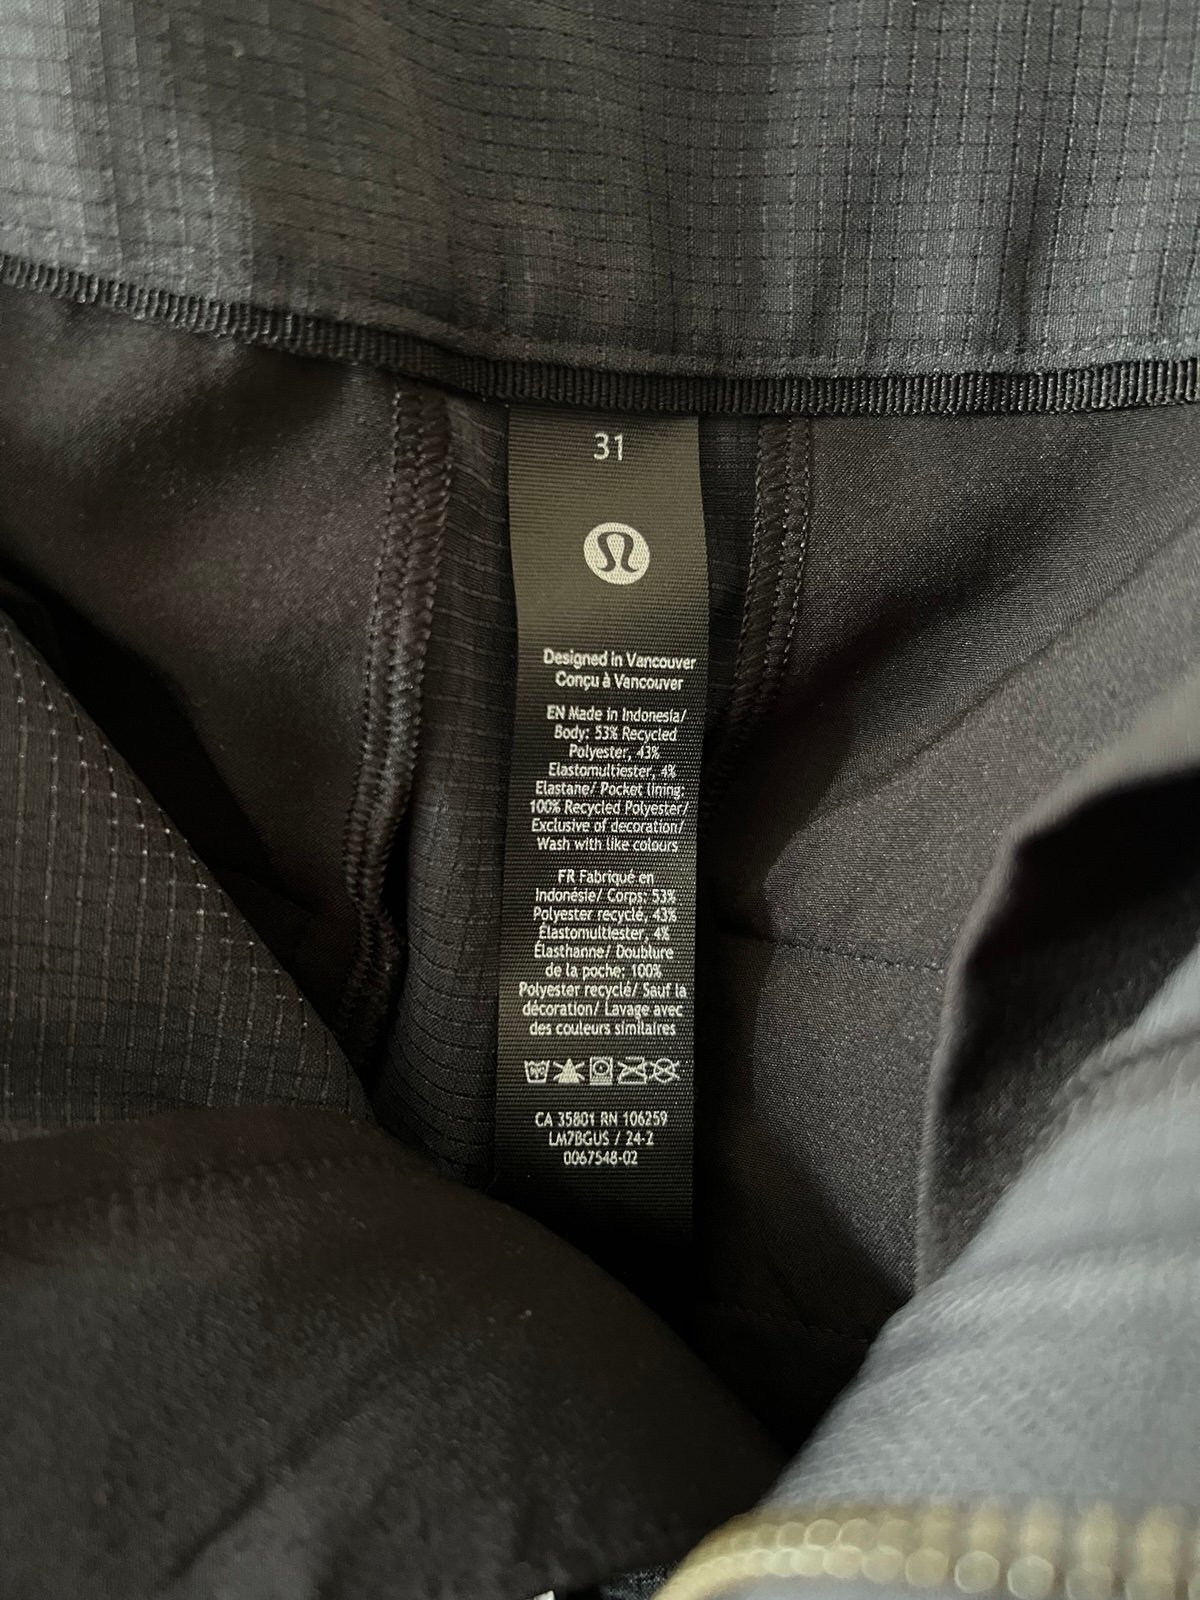 31
Designed in Vancouver
Conçu à Vancouver
EN Made in Indonesia/
Body: 53% Recycled
Polyester, 43%
Elastomultiester, 4%
Elastane/ Pocket lining:
100% Recycled Polyester/
Exclusive of decoration/
Wash with like colours
FR Fabriqué en
Indonésie/ Corps: 53%
Polyester recyclé, 43%
Élastomultiester, 4%
Élasthanne/ Doublure
de la poche: 100%
Polyester recyclé/ Sauf la
décoration/ Lavage avec
des couleurs similaires
CA 35801 RN 106259
LM7BGUS / 24-2
0067548-02